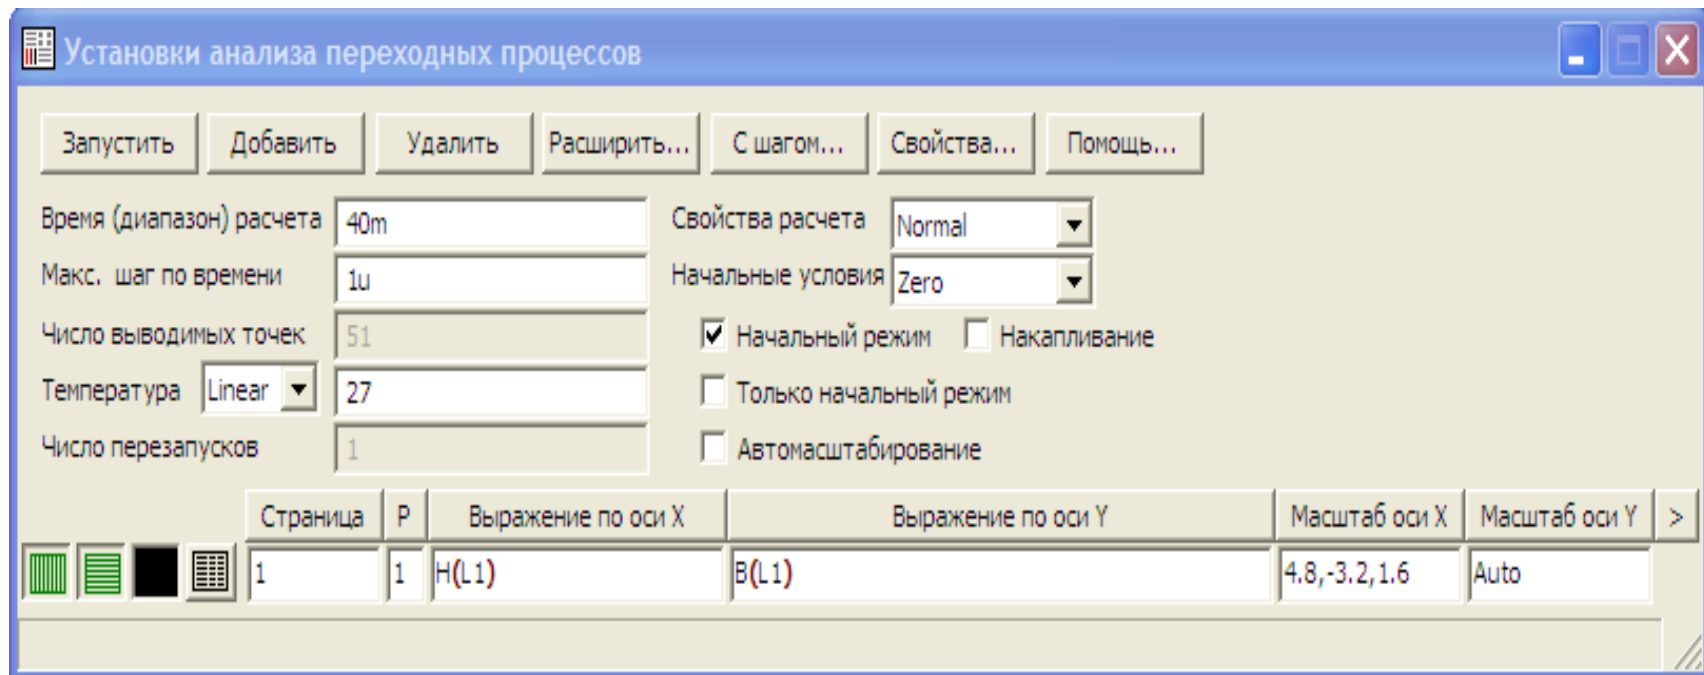 Установки анализа переходных процессов
Запустить Добавить Удалить Расширить... С шагом... Свойства... Помощь...
Время (диапазон) расчета 40m Свойства расчета Normal
Макс. шаг по времени 1u Начальные условия Zero
Число выводимых точек 51 Начальный режим Накапливание
Температура Linear 27 Только начальный режим
Число перезапусков 1 Автомасштабирование
Страница P Выражение по оси X Выражение по оси Y Масштаб оси X Масштаб оси Y >
1 1 H(L1) B(L1) 4.8,-3.2,1.6 Auto